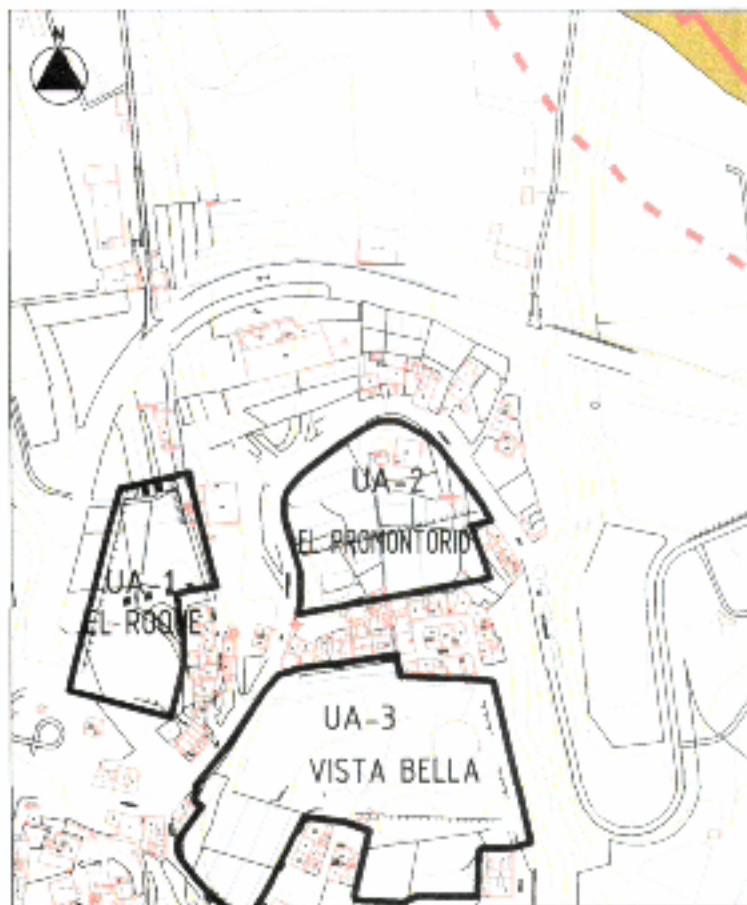 N
UA-2
EL PROMONTORIO
UA-1
EL ROQUE
UA-3
VISTA BELLA